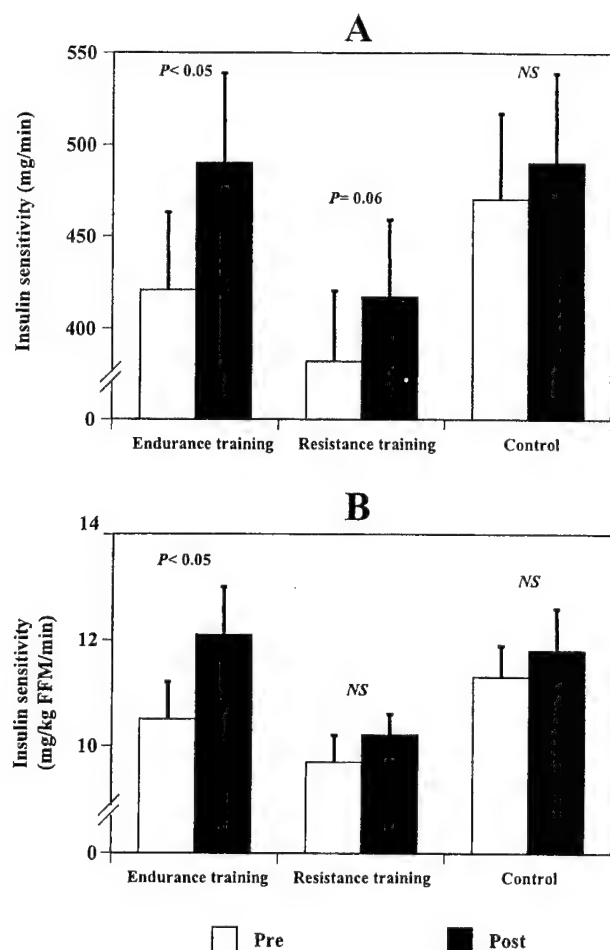 A
550
P< 0.05
NS
500
P= 0.06
450
400
0
Insulin sensitivity (mg/min)
Endurance training Resistance training Control
B
14
P< 0.05
NS
NS
12
10
0
Insulin sensitivity
(mg/kg FFM/min)
Endurance training Resistance training Control
Pre Post